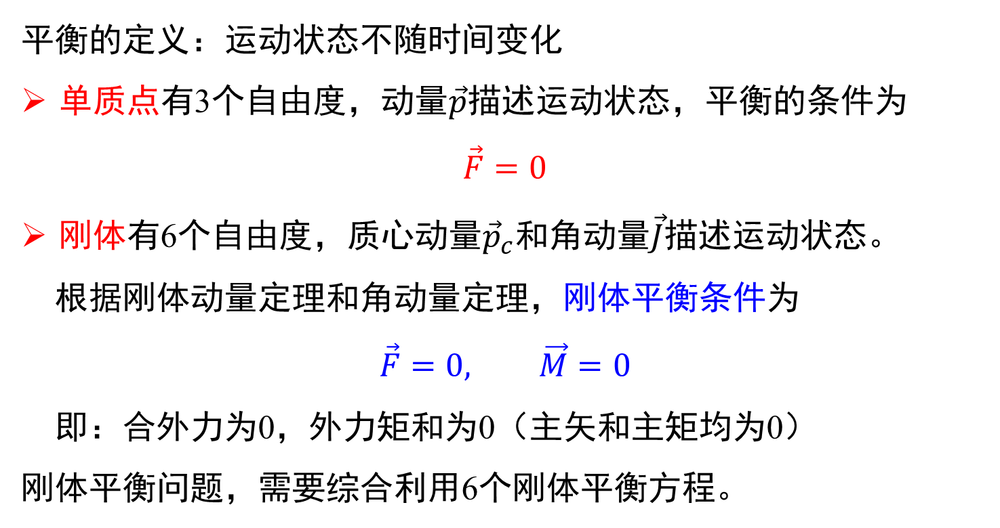 平衡的定义：运动状态不随时间变化
➢ 单质点有3个自由度，动量$\vec{p}$描述运动状态，平衡的条件为
$\vec{F} = 0$
➢ 刚体有6个自由度，质心动量$\vec{p}_c$和角动量$\vec{J}$描述运动状态。
根据刚体动量定理和角动量定理，刚体平衡条件为
$\vec{F} = 0, \quad \overrightarrow{M} = 0$
即：合外力为0，外力矩和为0（主矢和主矩均为0）
刚体平衡问题，需要综合利用6个刚体平衡方程。